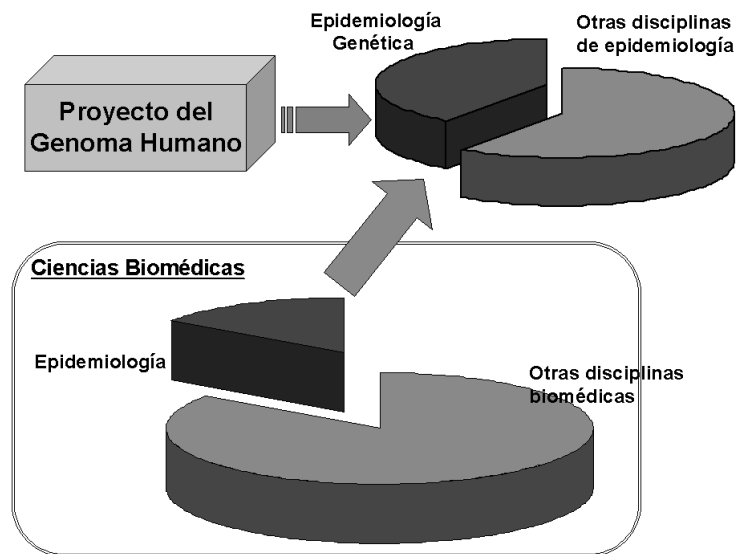 Epidemiología
Genética
Otras disciplinas
de epidemiología
Proyecto del
Genoma Humano
Ciencias Biomédicas
Epidemiología
Otras disciplinas
biomédicas